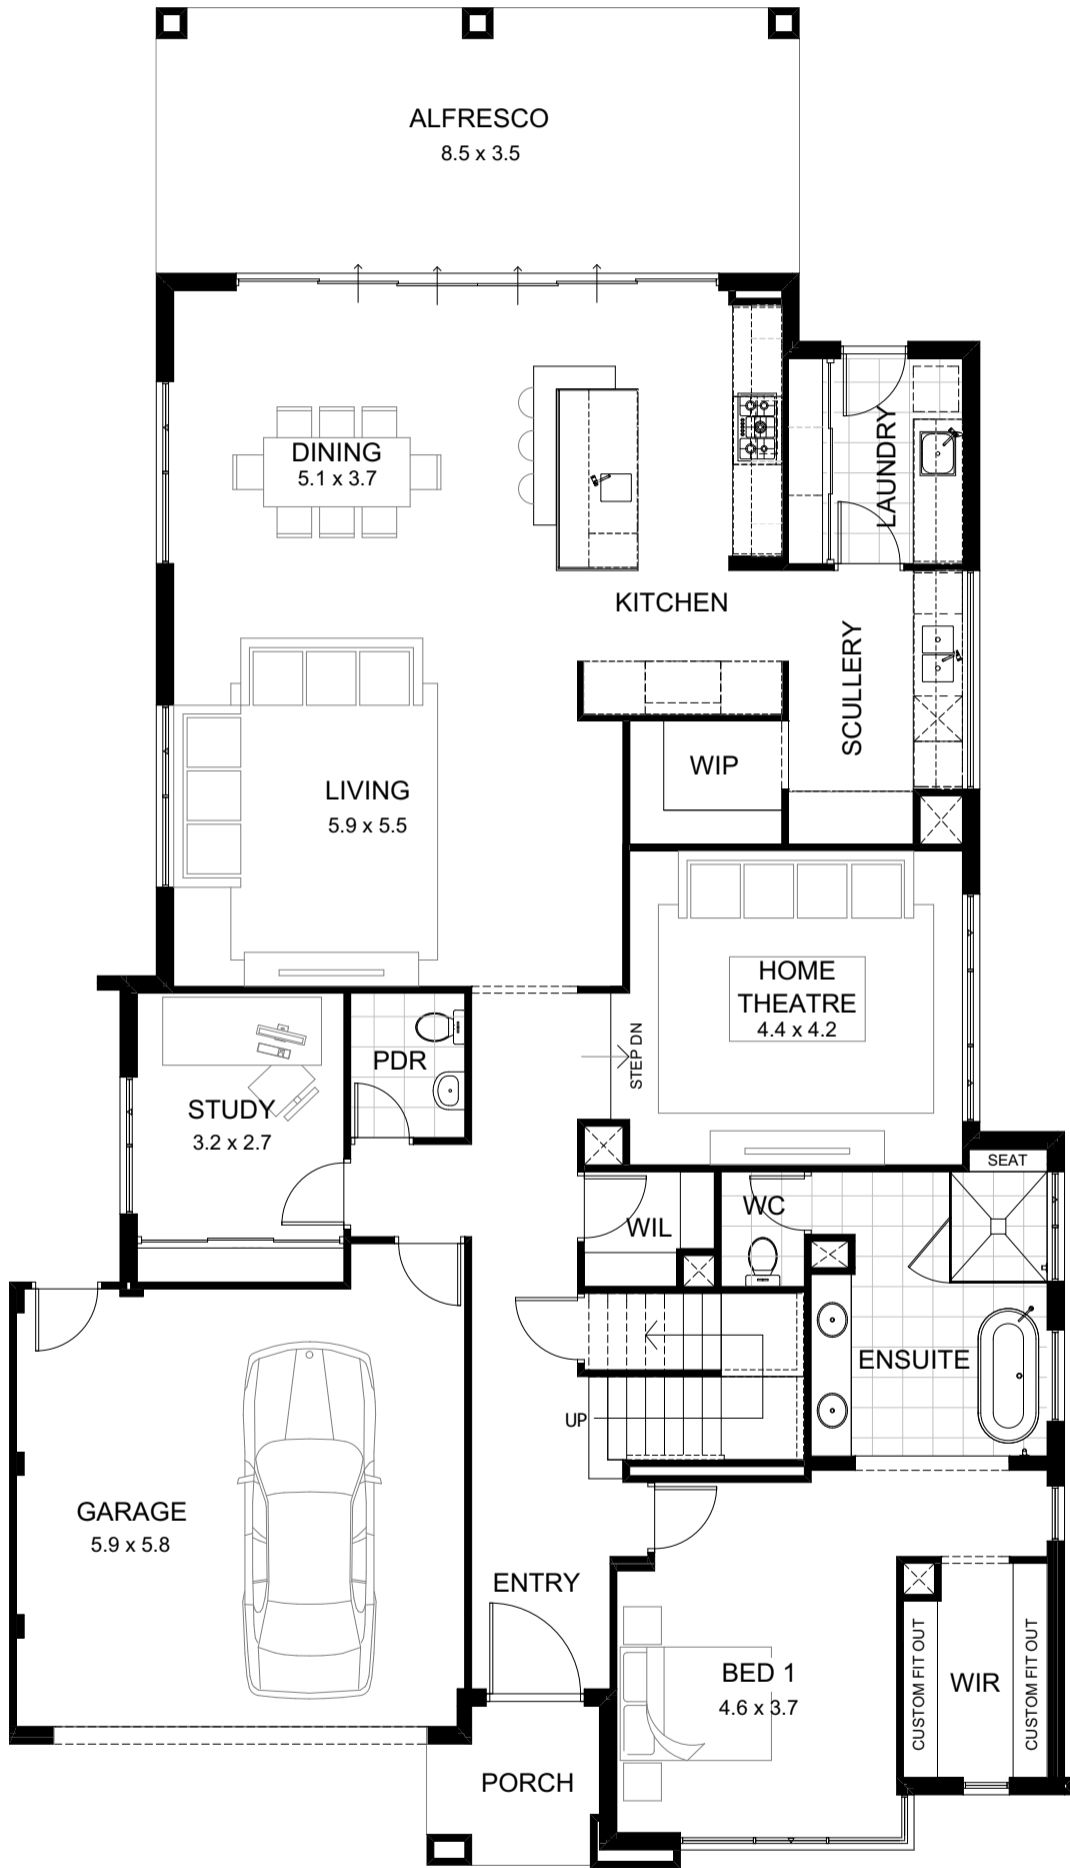 ALFRESCO
8.5 x 3.5
DINING
5.1 x 3.7
LAUNDRY
KITCHEN
SCULLERY
WIP
LIVING
5.9 x 5.5
HOME
THEATRE
4.4 x 4.2
STEP DN
PDR
STUDY
3.2 x 2.7
SEAT
WC
WIL
ENSUITE
UP
GARAGE
5.9 x 5.8
ENTRY
BED 1
4.6 x 3.7
CUSTOM FIT OUT
WIR
CUSTOM FIT OUT
PORCH